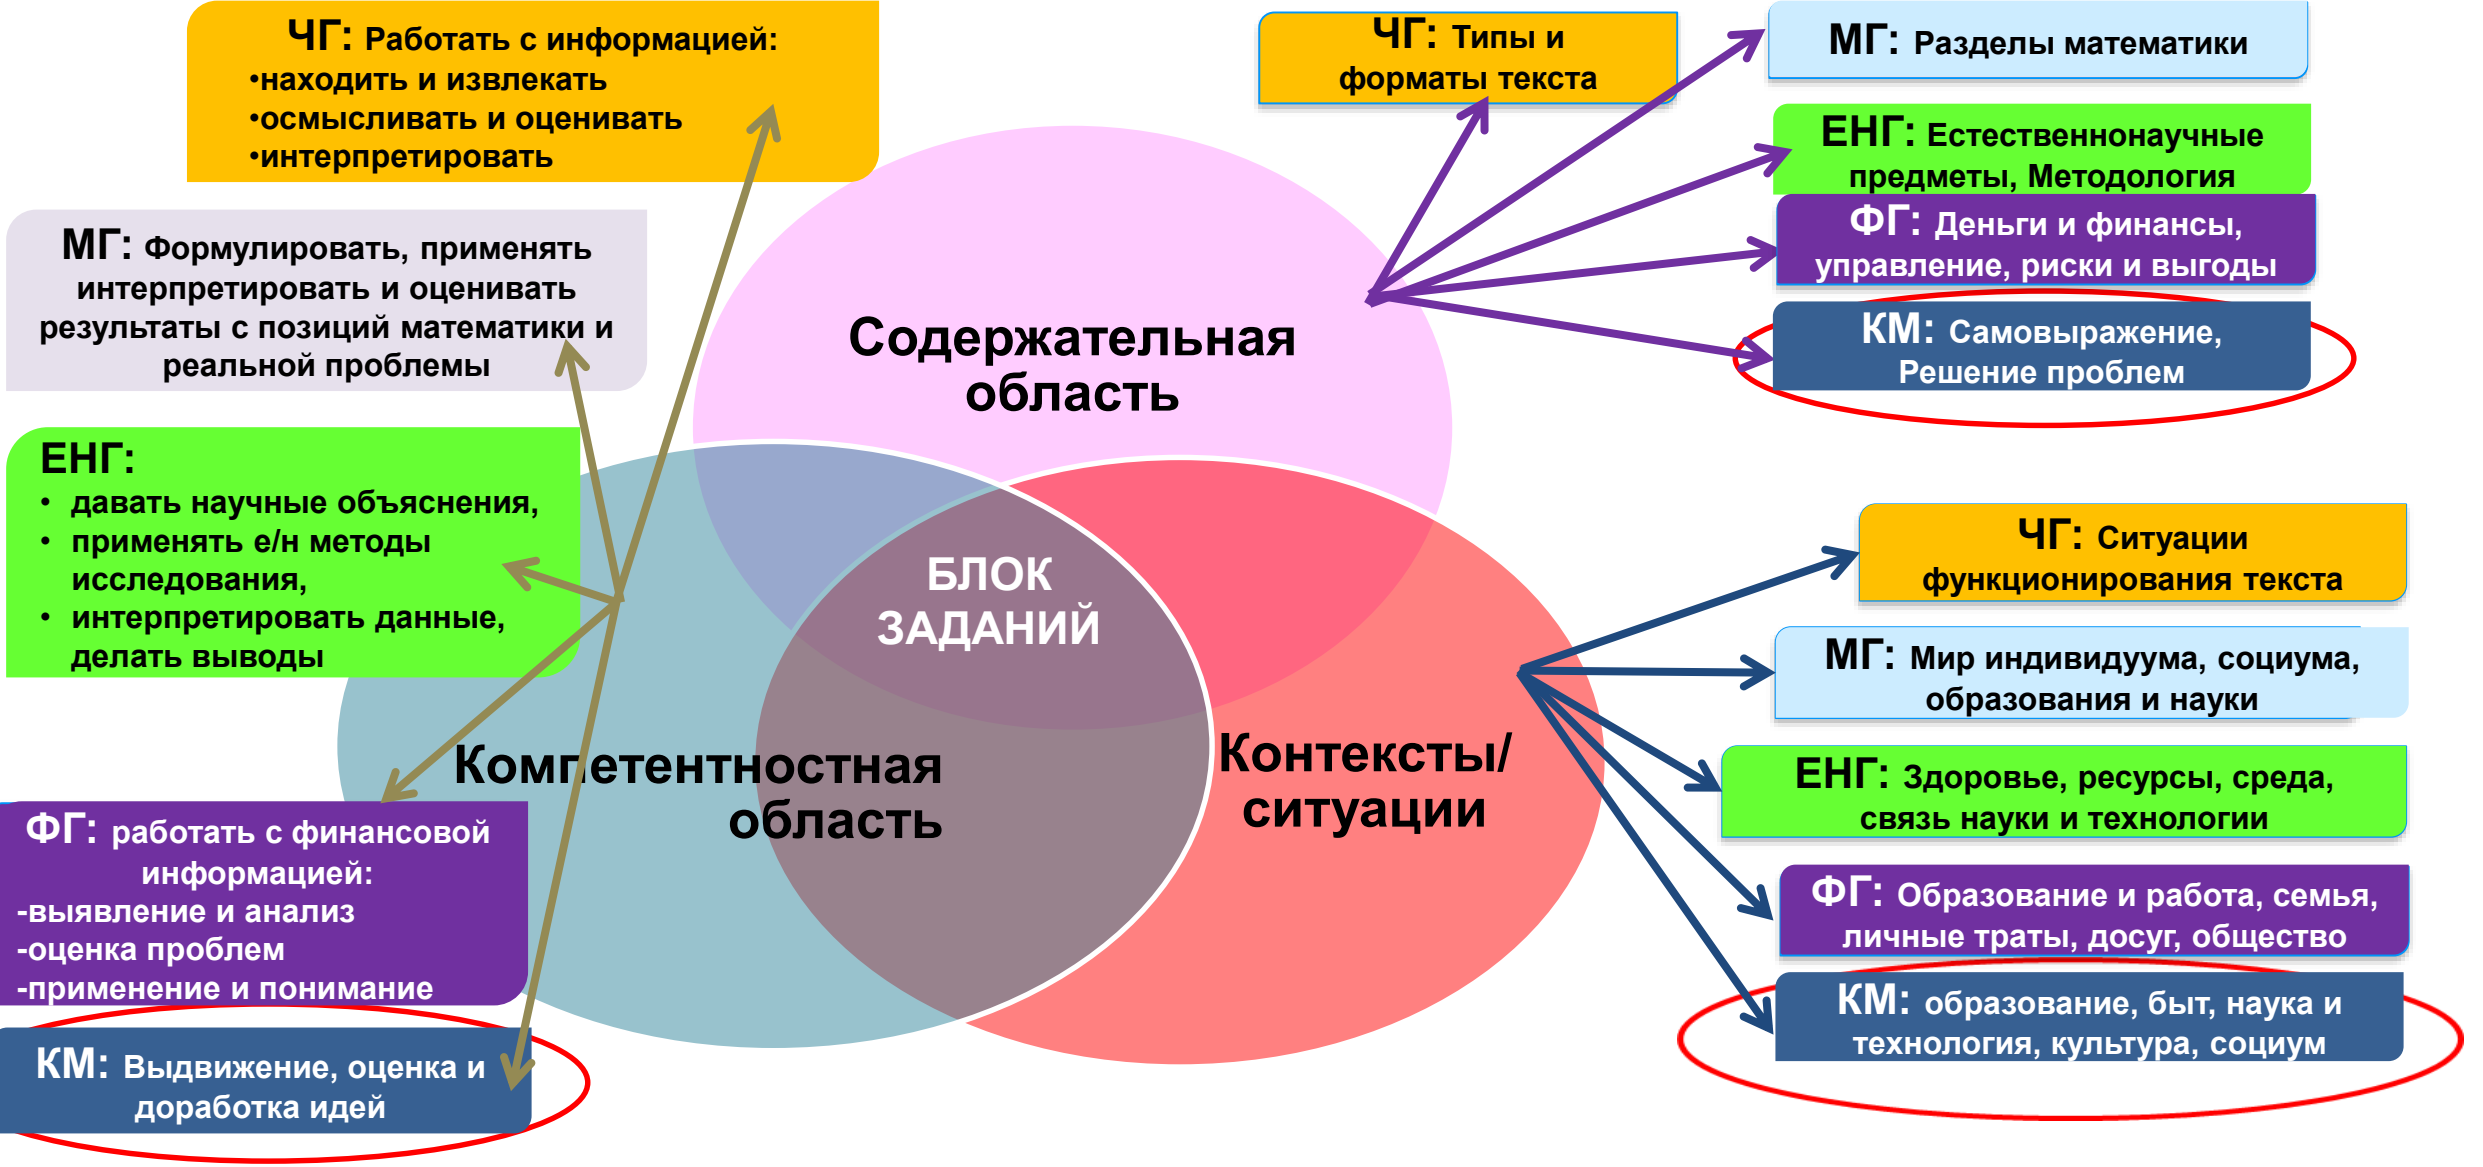 ЧГ: Работать с информацией:
•находить и извлекать
•осмысливать и оценивать
•интерпретировать
МГ: Формулировать, применять
интерпретировать и оценивать
результаты с позиций математики и
реальной проблемы
ЕНГ:
• давать научные объяснения,
• применять е/н методы
исследования,
• интерпретировать данные,
делать выводы
ФГ: работать с финансовой
информацией:
-выявление и анализ
-оценка проблем
-применение и понимание
КМ: Выдвижение, оценка и
доработка идей
Содержательная
область
БЛОК
ЗАДАНИЙ
Компетентностная
область
Контексты/
ситуации
ЧГ: Типы и
форматы текста
МГ: Разделы математики
ЕНГ: Естественнонаучные
предметы, Методология
ФГ: Деньги и финансы,
управление, риски и выгоды
КМ: Самовыражение,
Решение проблем
ЧГ: Ситуации
функционирования текста
МГ: Мир индивидуума, социума,
образования и науки
ЕНГ: Здоровье, ресурсы, среда,
связь науки и технологии
ФГ: Образование и работа, семья,
личные траты, досуг, общество
КМ: образование, быт, наука и
технология, культура, социум